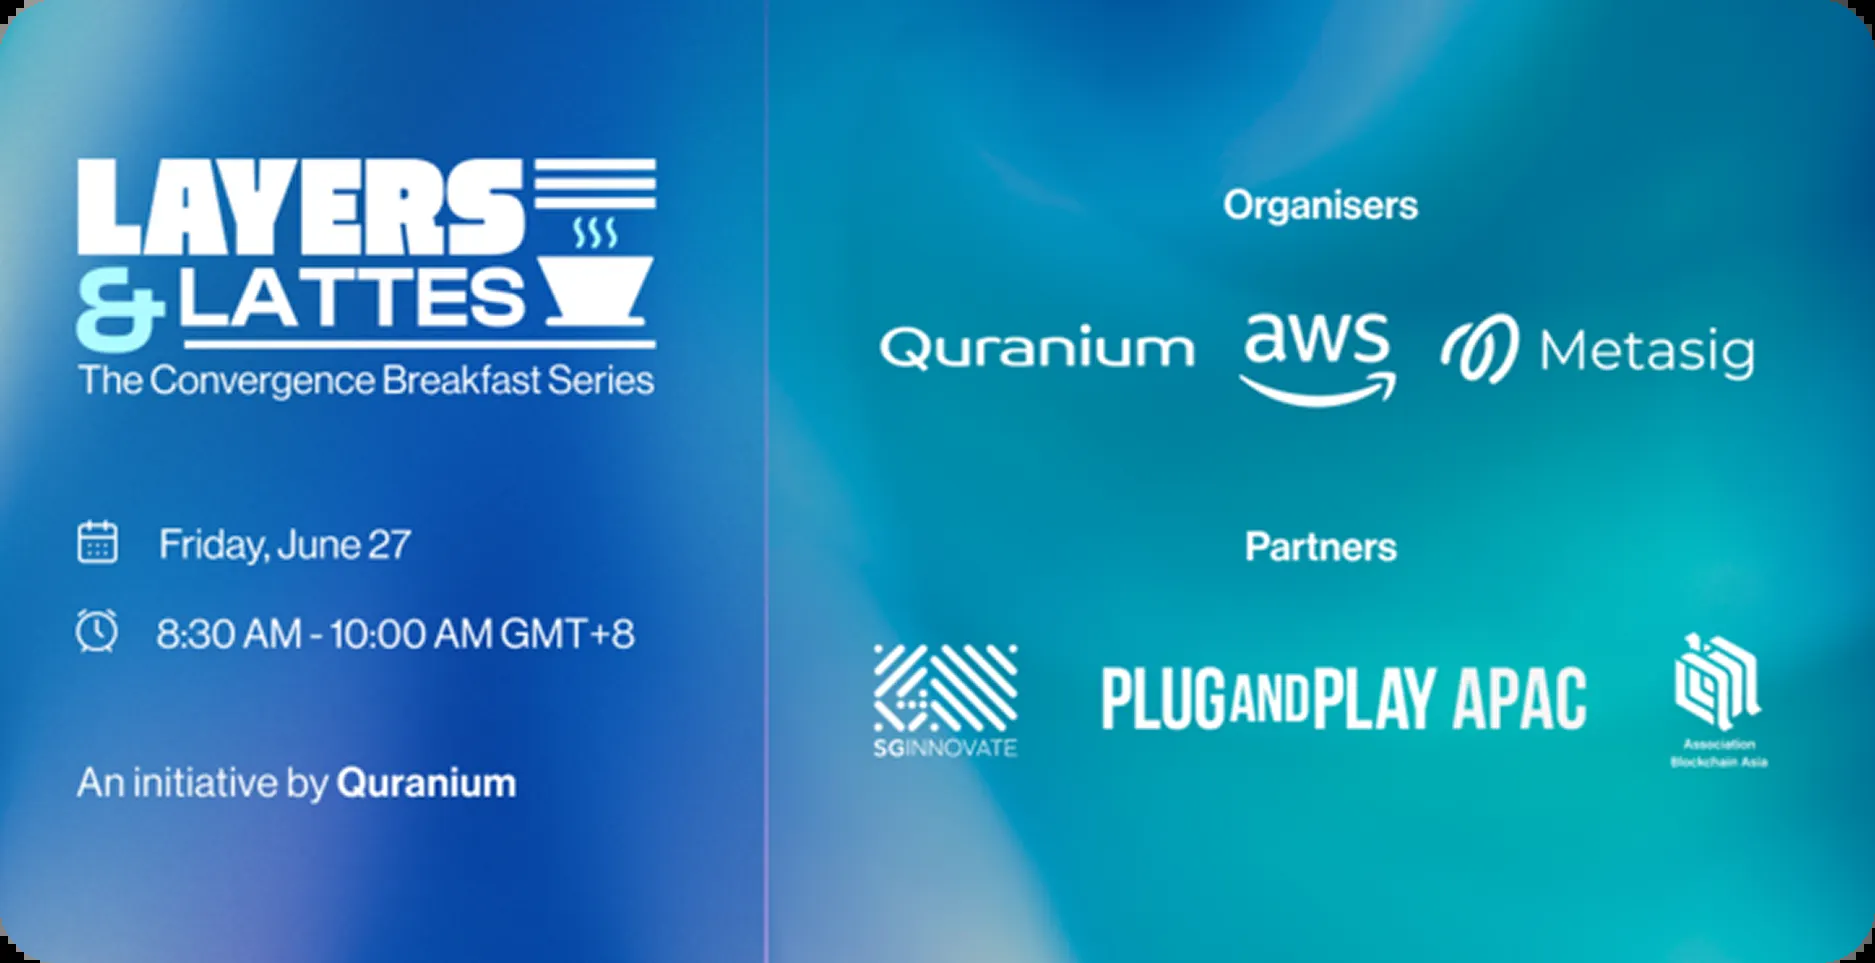 LAYERS
& LATTES
The Convergence Breakfast Series
Friday, June 27
8:30 AM - 10:00 AM GMT+8
An initiative by Quranium
Organisers
Quranium
aws
Metasig
Partners
SGINNOVATE
PLUG AND PLAY APAC
Association
Blockchain Asia